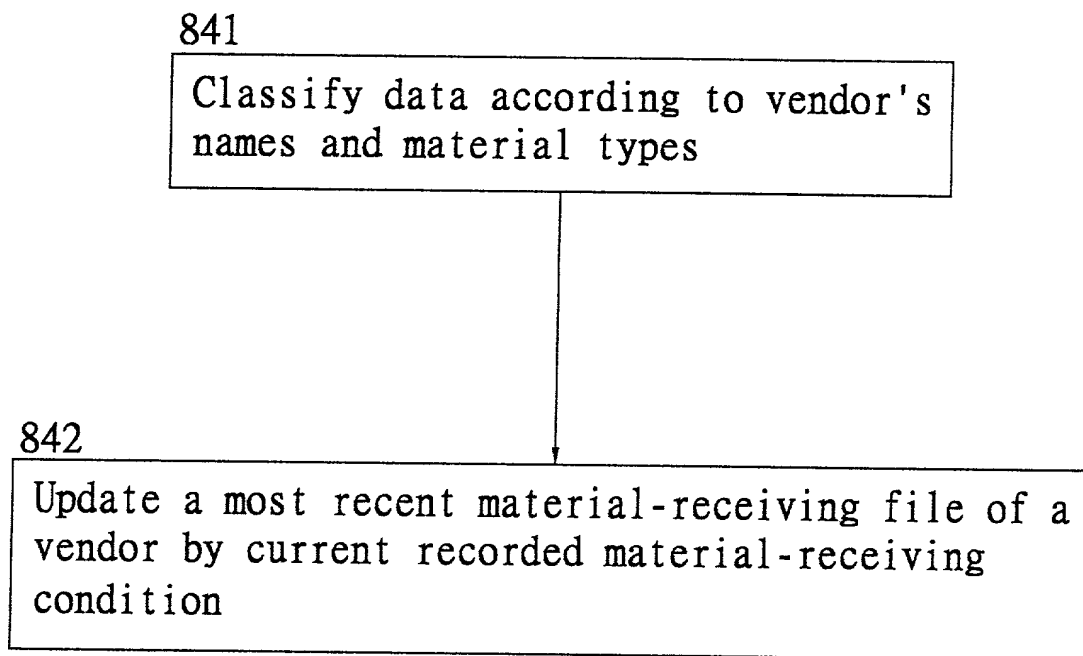 841
Classify data according to vendor's
names and material types
842
Update a most recent material-receiving file of a
vendor by current recorded material-receiving
condition